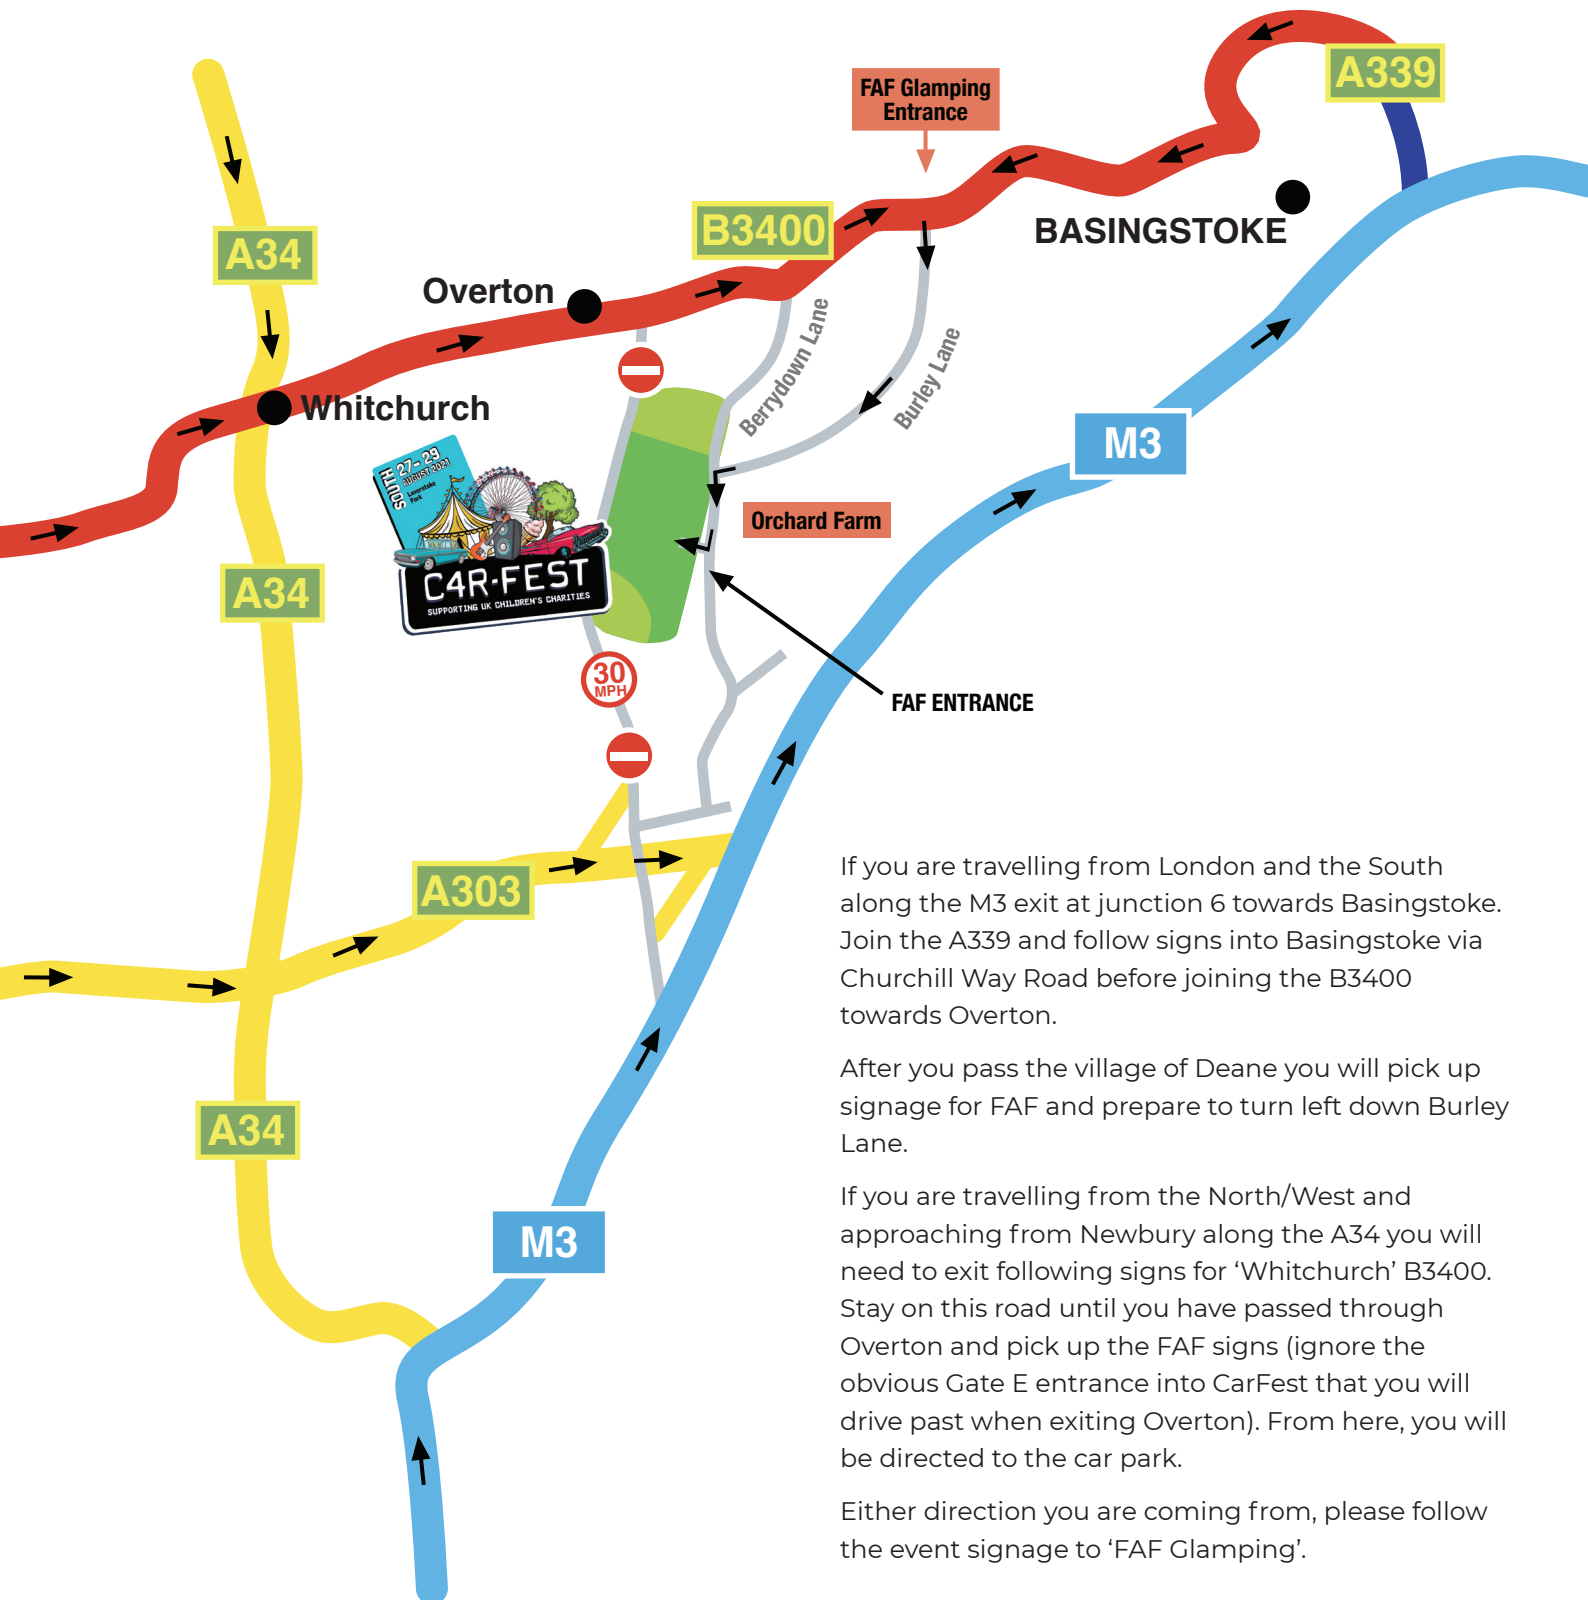 A339
FAF Glamping
Entrance
BASINGSTOKE
B3400
A34
Overton
Berrydown Lane
Burley Lane
Whitchurch
M3
SOUTH
27-29
AUGUST 2021
Laverstoke
Park
Orchard Farm
C4R-FEST
SUPPORTING UK CHILDREN'S CHARITIES
A34
30
MPH
FAF ENTRANCE
A303
If you are travelling from London and the South
along the M3 exit at junction 6 towards Basingstoke.
Join the A339 and follow signs into Basingstoke via
Churchill Way Road before joining the B3400
towards Overton.
After you pass the village of Deane you will pick up
signage for FAF and prepare to turn left down Burley
Lane.
If you are travelling from the North/West and
approaching from Newbury along the A34 you will
need to exit following signs for ‘Whitchurch’ B3400.
Stay on this road until you have passed through
Overton and pick up the FAF signs (ignore the
obvious Gate E entrance into CarFest that you will
drive past when exiting Overton). From here, you will
be directed to the car park.
Either direction you are coming from, please follow
the event signage to ‘FAF Glamping’.
A34
M3